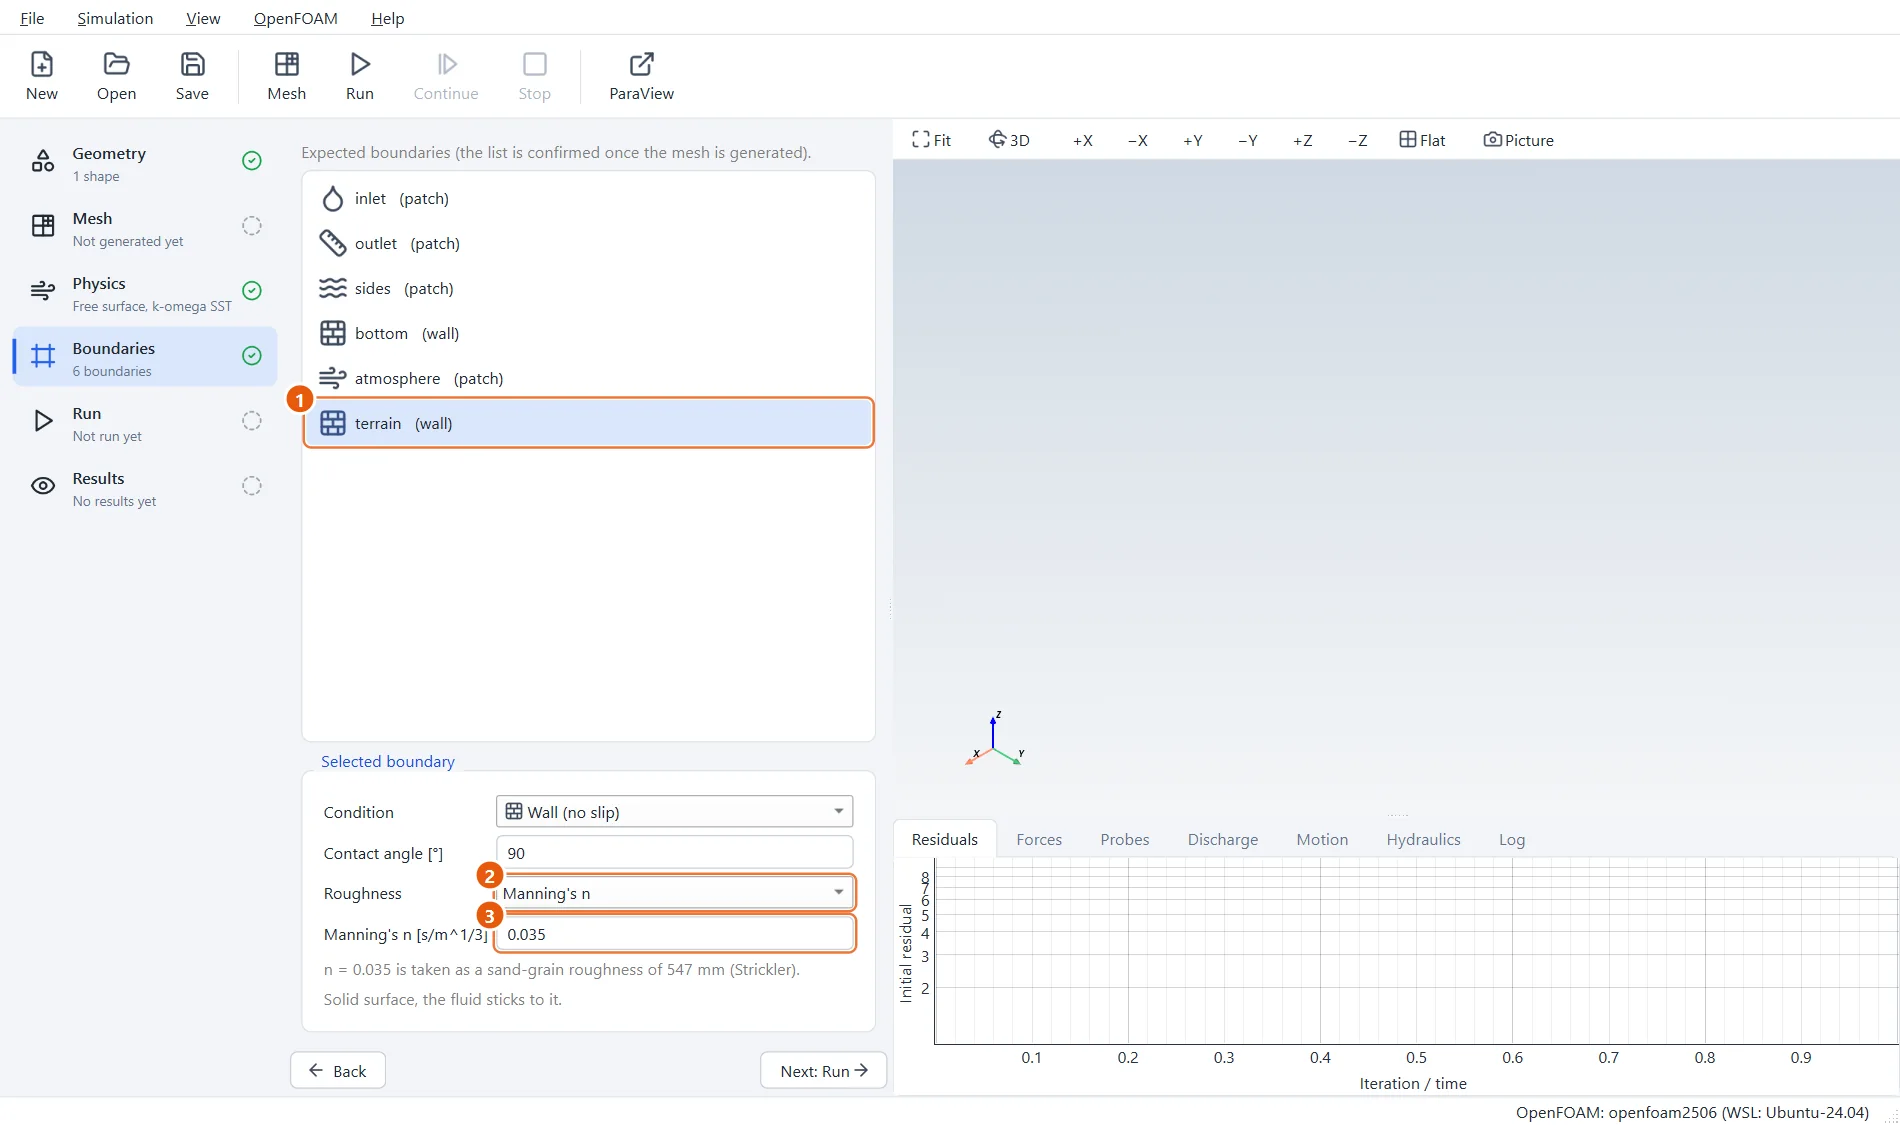 File Simulation View OpenFOAM Help
New Open Save Mesh Run Continue Stop ParaView
Geometry
1 shape
Mesh
Not generated yet
Physics
Free surface, k-omega SST
Boundaries
6 boundaries
Run
Not run yet
Results
No results yet
Expected boundaries (the list is confirmed once the mesh is generated).
inlet (patch)
outlet (patch)
sides (patch)
bottom (wall)
atmosphere (patch)
1
terrain (wall)
Selected boundary
Condition Wall (no slip)
Contact angle [°] 90
2
Roughness Manning's n
3
Manning's n [s/m^1/3] 0.035
n = 0.035 is taken as a sand-grain roughness of 547 mm (Strickler).
Solid surface, the fluid sticks to it.
Back Next: Run
Fit 3D +X −X +Y −Y +Z −Z Flat Picture
Z
X Y
Residuals Forces Probes Discharge Motion Hydraulics Log
Initial residual
8
7
6
5
4
3
2
0.1 0.2 0.3 0.4 0.5 0.6 0.7 0.8 0.9
Iteration / time
OpenFOAM: openfoam2506 (WSL: Ubuntu-24.04)